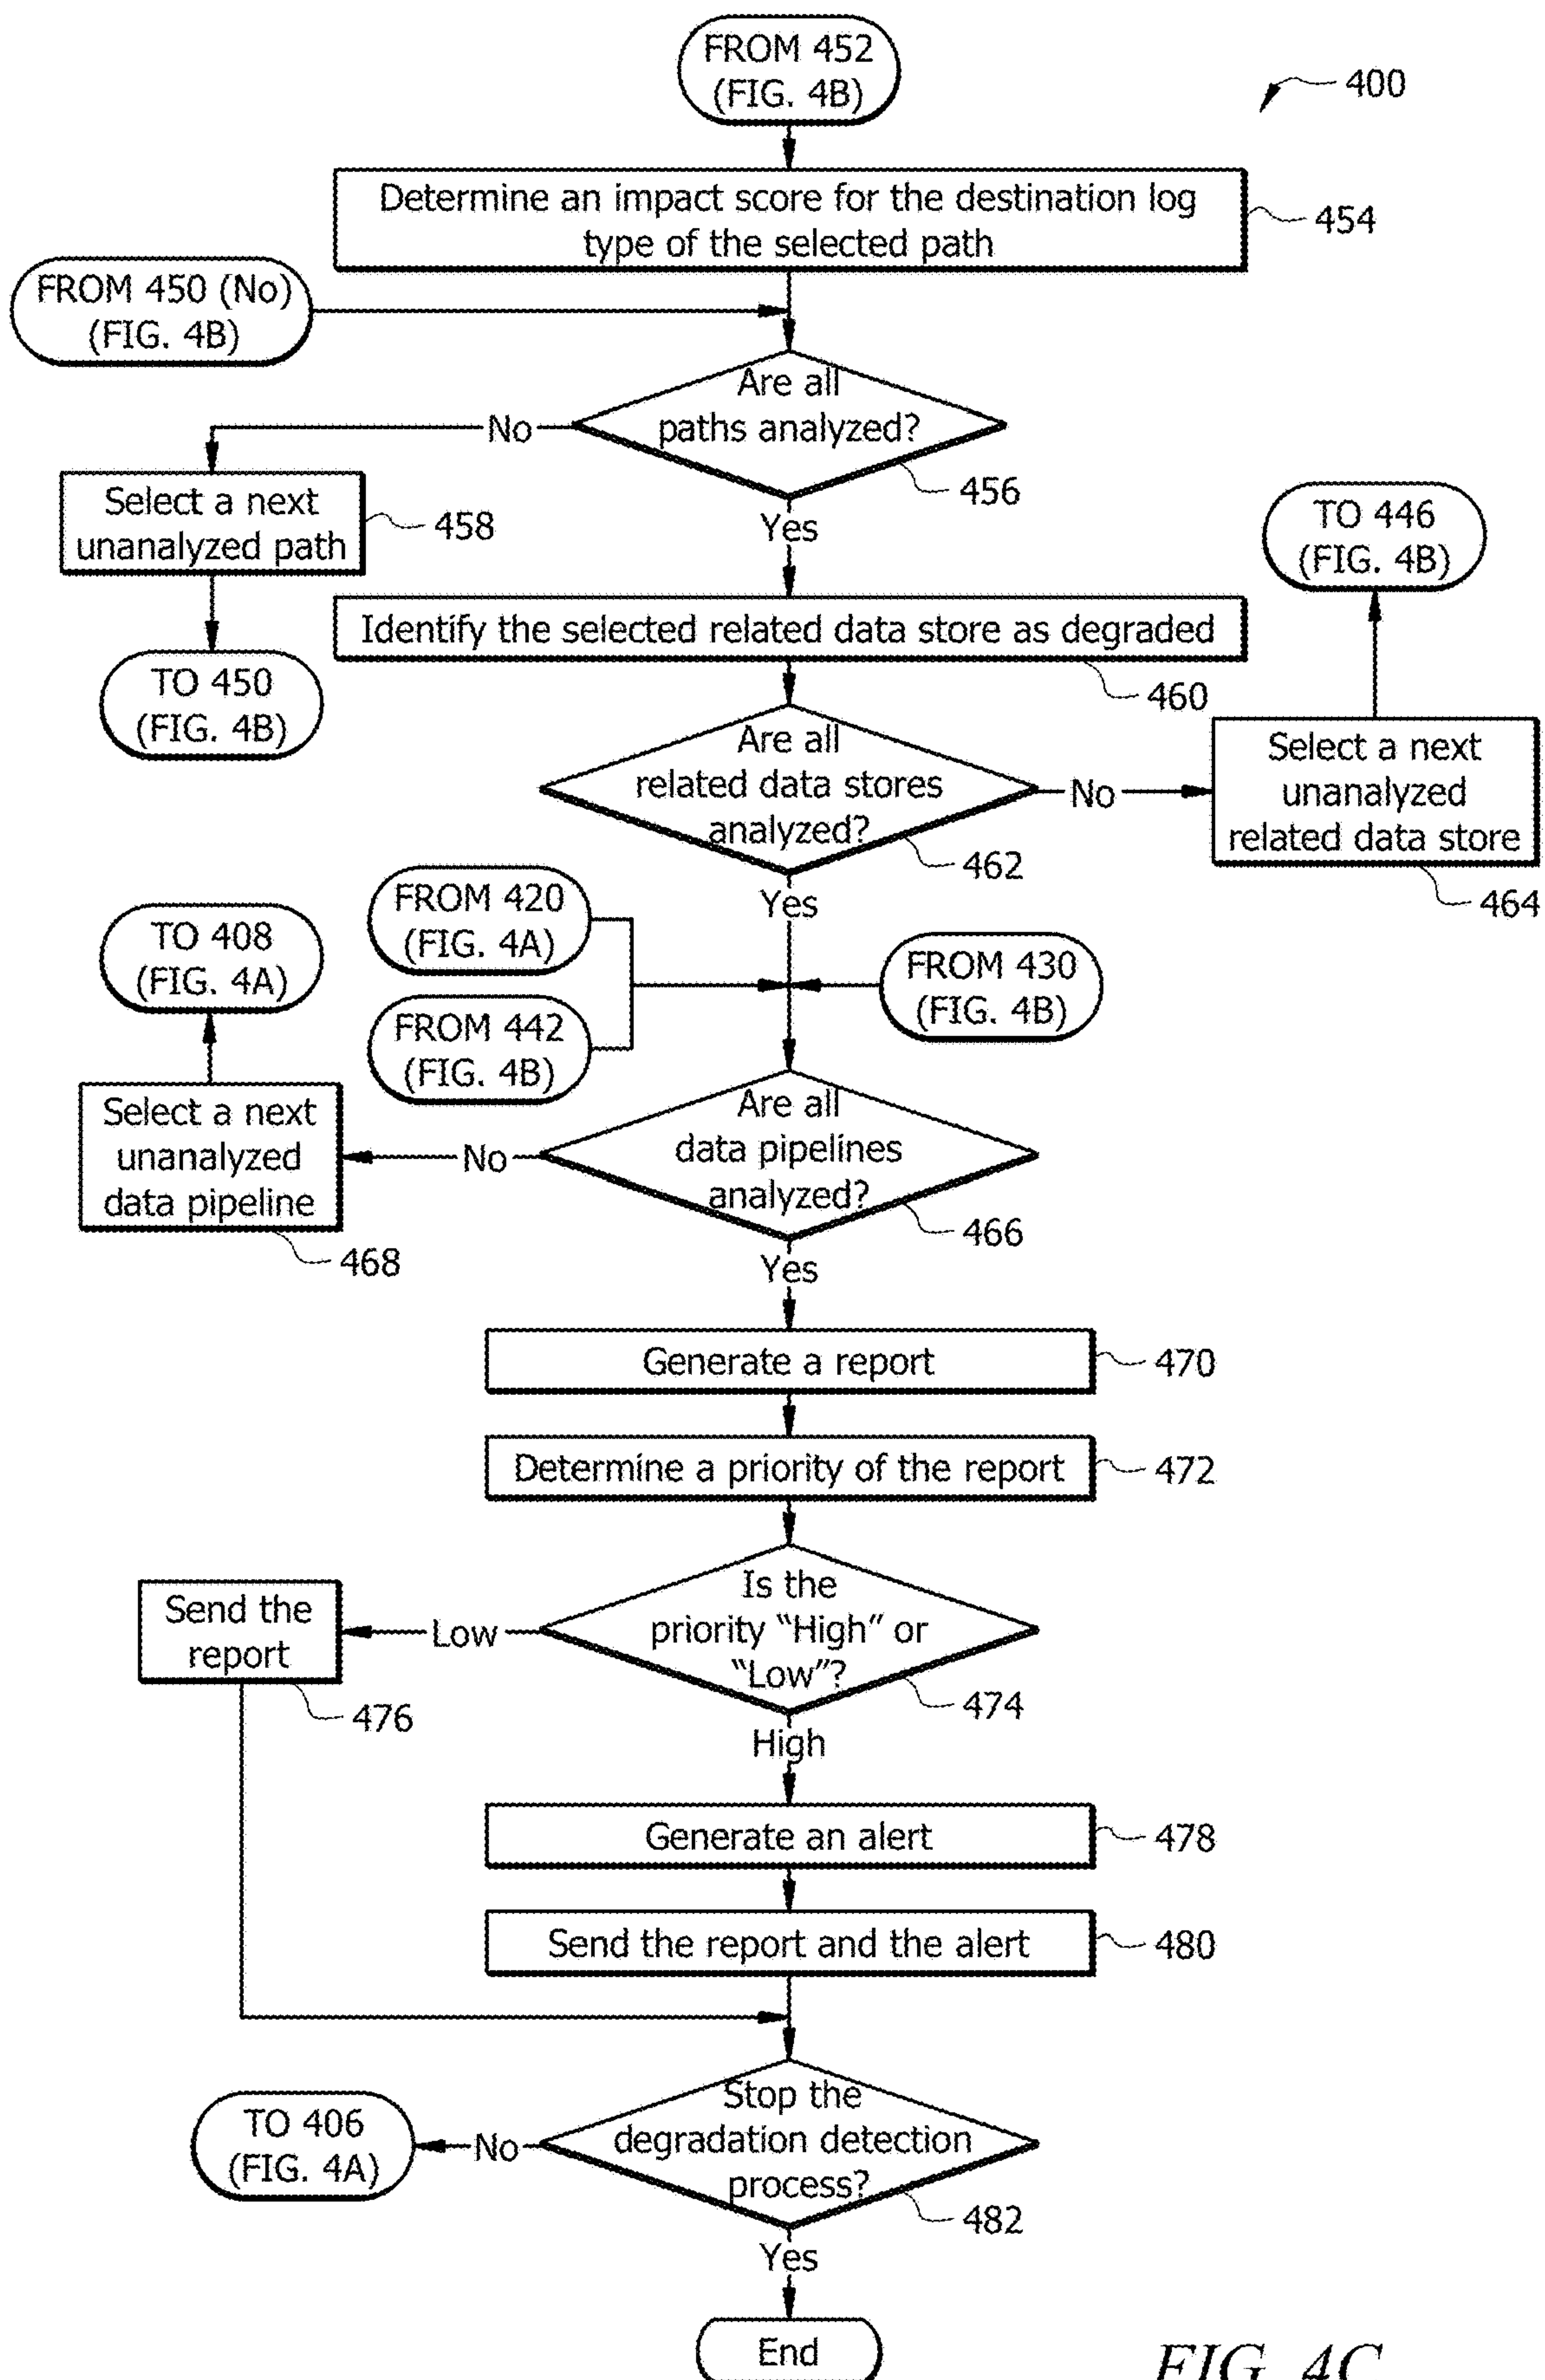 FROM 452
(FIG. 4B)
400
Determine an impact score for the destination log
type of the selected path
454
FROM 450 (No)
(FIG. 4B)
Are all
paths analyzed?
456
No
Yes
Select a next
unanalyzed path
458
TO 450
(FIG. 4B)
TO 446
(FIG. 4B)
Identify the selected related data store as degraded
460
Are all
related data stores
analyzed?
462
No
Select a next
unanalyzed
related data store
464
Yes
FROM 420
(FIG. 4A)
TO 408
(FIG. 4A)
FROM 430
(FIG. 4B)
FROM 442
(FIG. 4B)
Are all
data pipelines
analyzed?
466
No
Select a next
unanalyzed
data pipeline
468
Yes
Generate a report
470
Determine a priority of the report
472
Is the
priority “High” or
“Low”?
474
Low
Send the
report
476
High
Generate an alert
478
Send the report and the alert
480
Stop the
degradation detection
process?
482
No
TO 406
(FIG. 4A)
Yes
End
FIG. 4C